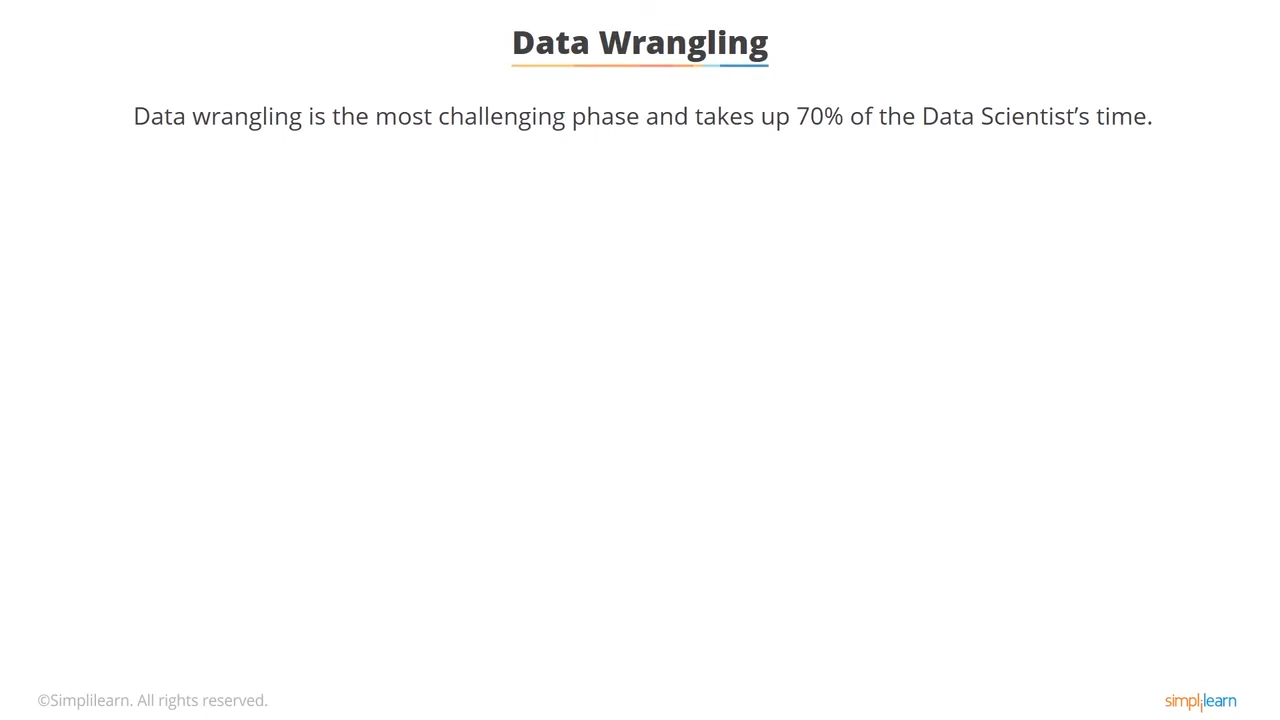 Data Wrangling
Data wrangling is the most challenging phase and takes up 70% of the Data Scientist’s time.
©Simplilearn. All rights reserved.
simplilearn